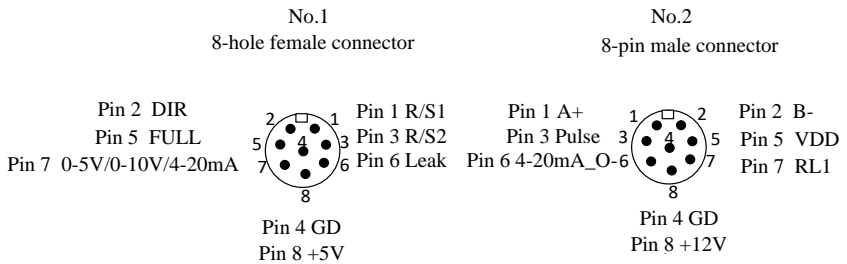 No.1
8-hole female connector
Pin 2 DIR
Pin 5 FULL
Pin 7 0-5V/0-10V/4-20mA
2 1
5 4 3
7 6
8
Pin 1 R/S1
Pin 3 R/S2
Pin 6 Leak
Pin 4 GD
Pin 8 +5V
No.2
8-pin male connector
Pin 1 A+
Pin 3 Pulse
Pin 6 4-20mA_O-
1 2
3 4 5
6 7
8
Pin 2 B-
Pin 5 VDD
Pin 7 RL1
Pin 4 GD
Pin 8 +12V